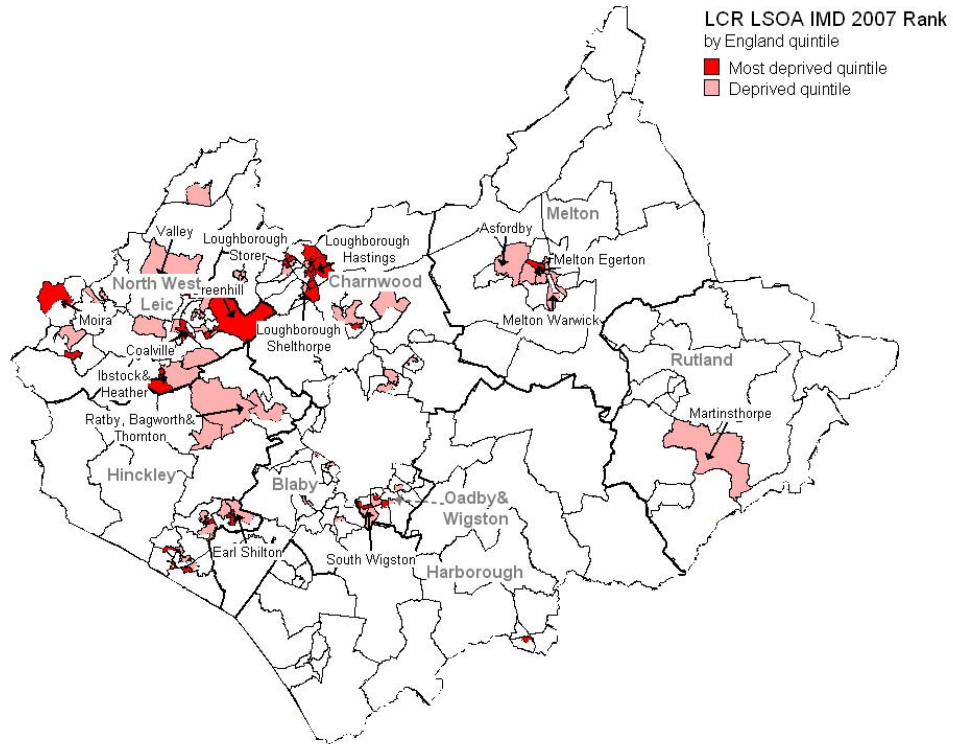 LCR LSOA IMD 2007 Rank
by England quintile
Most deprived quintile
Deprived quintile
Melton
Asfordby
Valley
Loughborough
Storer
Loughborough
Hastings
Melton Egerton
North West
Leic
reenhill
Charnwood
Moira
Melton Warwick
Loughborough
Shelthorpe
Coalville
Rutland
Ibstock&
Heather
Martinsthorpe
Ratby, Bagworth&
Thornton
Hinckley
Blaby
Oadby&
Wigston
Earl Shilton
South Wigston
Harborough